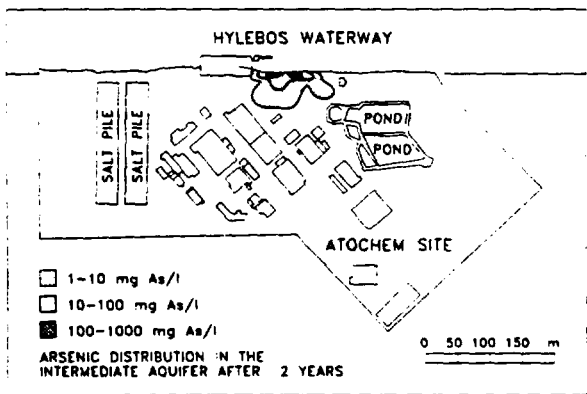 HYLEBOS WATERWAY
SALT PILE
SALT PILE
POND II
POND I
ATOCHEM SITE
1-10 mg As/l
10-100 mg As/l
100-1000 mg As/l
0 50 100 150 m
ARSENIC DISTRIBUTION IN THE
INTERMEDIATE AQUIFER AFTER 2 YEARS